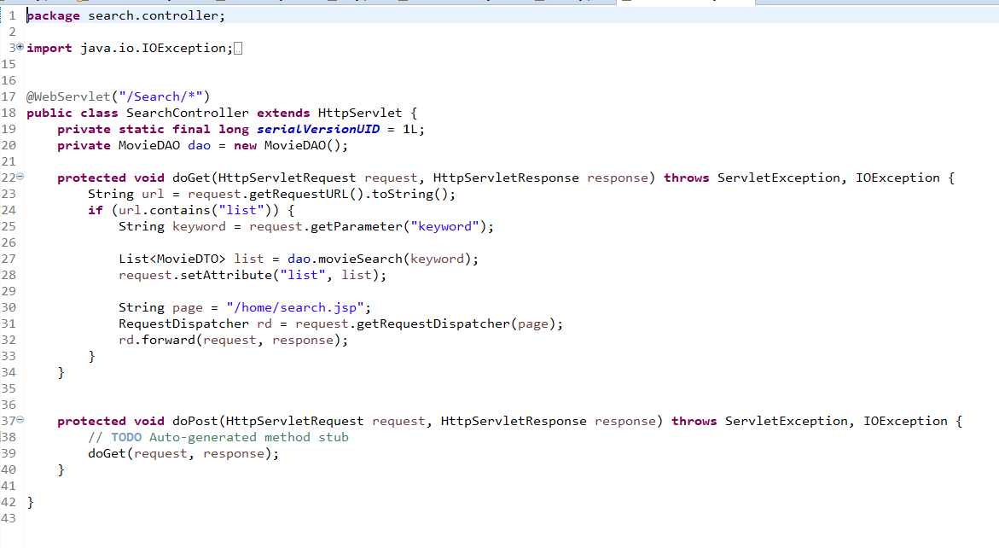 1 package search.controller;
2
3 import java.io.IOException;
15
16
17 @WebServlet("/Search/*")
18 public class SearchController extends HttpServlet {
19     private static final long serialVersionUID = 1L;
20     private MovieDAO dao = new MovieDAO();
21
22     protected void doGet(HttpServletRequest request, HttpServletResponse response) throws ServletException, IOException {
23         String url = request.getRequestURL().toString();
24         if (url.contains("list")) {
25             String keyword = request.getParameter("keyword");
26
27             List<MovieDTO> list = dao.movieSearch(keyword);
28             request.setAttribute("list", list);
29
30             String page = "/home/search.jsp";
31             RequestDispatcher rd = request.getRequestDispatcher(page);
32             rd.forward(request, response);
33         }
34     }
35
36
37     protected void doPost(HttpServletRequest request, HttpServletResponse response) throws ServletException, IOException {
38         // TODO Auto-generated method stub
39         doGet(request, response);
40     }
41
42 }
43